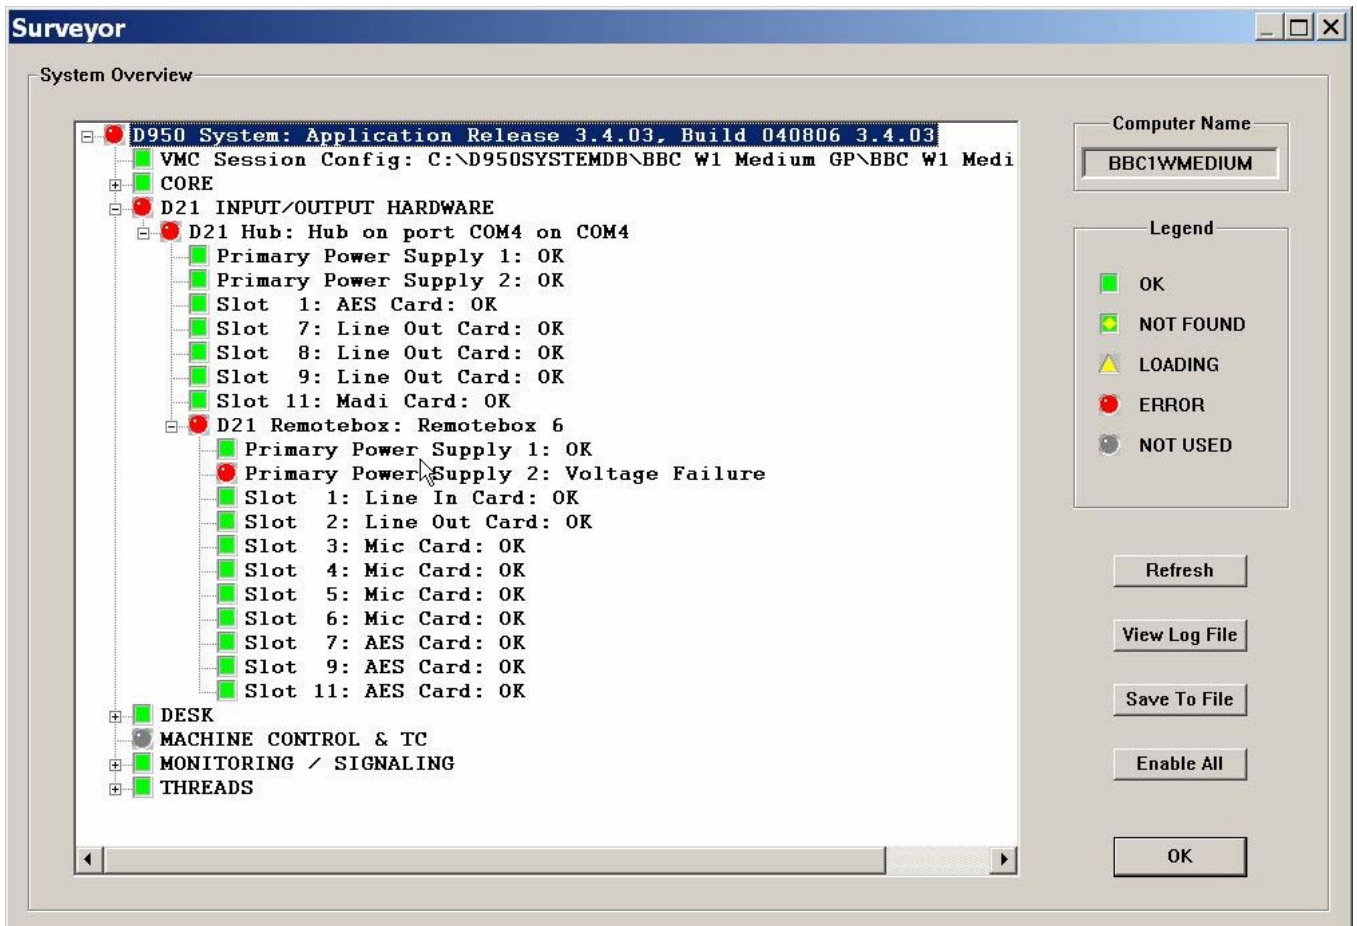 Surveyor
System Overview
D950 System: Application Release 3.4.03, Build 040806 3.4.03
VMC Session Config: C:\D950SYSTEMDB\BBC W1 Medium GP\BBC W1 Medi
CORE
D21 INPUT/OUTPUT HARDWARE
D21 Hub: Hub on port COM4 on COM4
Primary Power Supply 1: OK
Primary Power Supply 2: OK
Slot 1: AES Card: OK
Slot 7: Line Out Card: OK
Slot 8: Line Out Card: OK
Slot 9: Line Out Card: OK
Slot 11: Madi Card: OK
D21 Remotebox: Remotebox 6
Primary Power Supply 1: OK
Primary Power Supply 2: Voltage Failure
Slot 1: Line In Card: OK
Slot 2: Line Out Card: OK
Slot 3: Mic Card: OK
Slot 4: Mic Card: OK
Slot 5: Mic Card: OK
Slot 6: Mic Card: OK
Slot 7: AES Card: OK
Slot 9: AES Card: OK
Slot 11: AES Card: OK
DESK
MACHINE CONTROL & TC
MONITORING / SIGNALING
THREADS
Computer Name
BBC1WMEDIUM
Legend
OK
NOT FOUND
LOADING
ERROR
NOT USED
Refresh
View Log File
Save To File
Enable All
OK